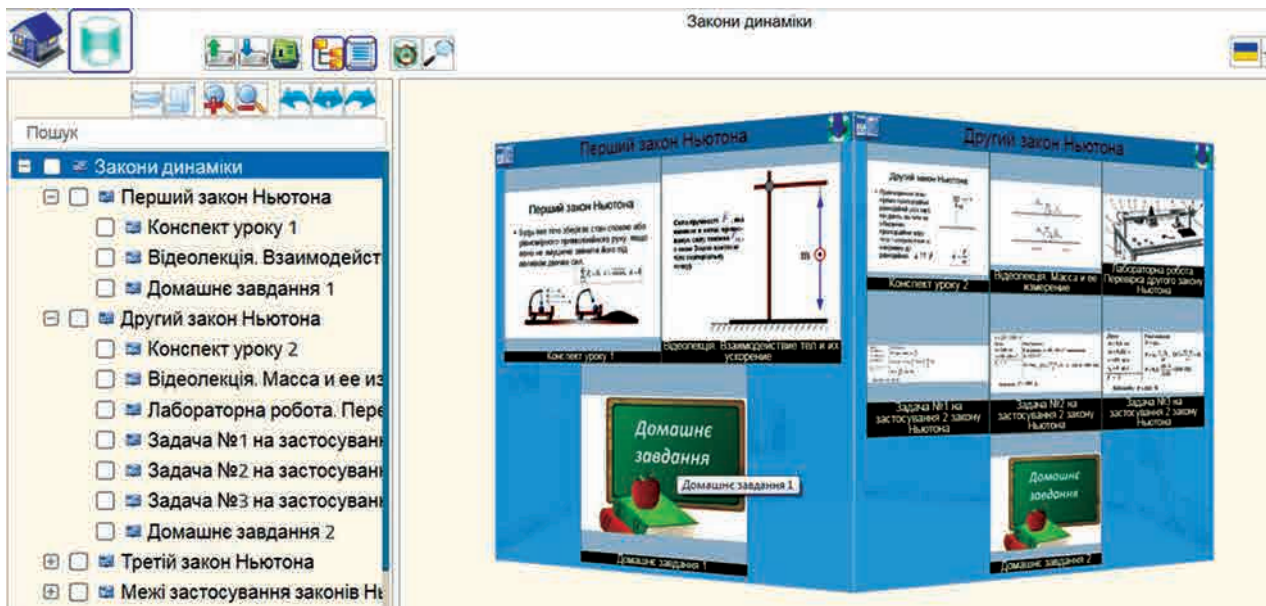 Закони динаміки
Пошук
Закони динаміки
Перший закон Ньютона
Конспект уроку 1
Відеолекція. Взаимодейст
Домашнє завдання 1
Другий закон Ньютона
Конспект уроку 2
Відеолекція. Масса и ее из
Лабораторна робота. Пере
Задача №1 на застосуванн
Задача №2 на застосуванн
Задача №3 на застосуванн
Домашнє завдання 2
Третій закон Ньютона
Межі застосування законів Нь
Перший закон Ньютона
Перший закон Ньютона
m
Конспект уроку 1
Відеолекція. Взаимодействие тел и их
ускорение
Домашнє
завдання
Домашнє завдання 1
Домашнє завдання 1
Другий закон Ньютона
Другий закон Ньютона
Конспект уроку 2
Відеолекція. Масса и ее
измерение
Лабораторна робота
Перевірка другого закону
Ньютона
Задача №1 на
застосування 2 закону
Ньютона
Задача №2 на
застосування 2 закону
Ньютона
Задача №3 на
застосування 2 закону
Ньютона
Домашнє
завдання
Домашнє завдання 2